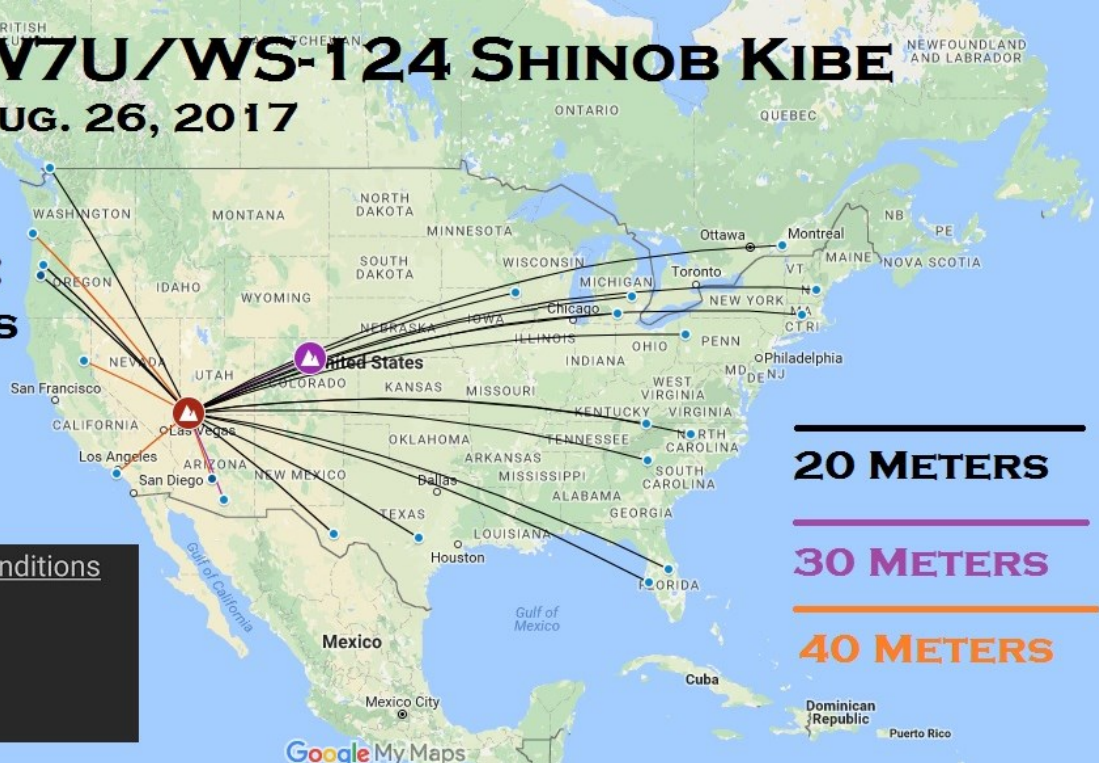 RITISH
SASKATCHEWAN
NEWFOUNDLAND
AND LABRADOR
W7U/WS-124 SHINOB KIBE
UG. 26, 2017
ONTARIO
QUEBEC
WASHINGTON
MONTANA
NORTH
DAKOTA
MINNESOTA
Ottawa
Montreal
NB
PE
MAINE
NOVA SCOTIA
OREGON
IDAHO
SOUTH
DAKOTA
WISCONSIN
MICHIGAN
Toronto
VT
N
S
WYOMING
NEBRASKA
IOWA
Chicago
NEW YORK
MA
CT RI
NEVADA
UTAH
United States
COLORADO
ILLINOIS
INDIANA
OHIO
PENN
Philadelphia
MD
DE
NJ
San Francisco
KANSAS
MISSOURI
WEST
VIRGINIA
KENTUCKY
VIRGINIA
CALIFORNIA
Las Vegas
OKLAHOMA
TENNESSEE
NORTH
CAROLINA
Los Angeles
ARIZONA
NEW MEXICO
ARKANSAS
MISSISSIPPI
SOUTH
CAROLINA
San Diego
Dallas
ALABAMA
GEORGIA
TEXAS
LOUISIANA
Houston
FLORIDA
20 METERS
30 METERS
40 METERS
nditions
Gulf of California
Gulf of
Mexico
Mexico
Mexico City
Cuba
Dominican
Republic
Puerto Rico
Google My Maps